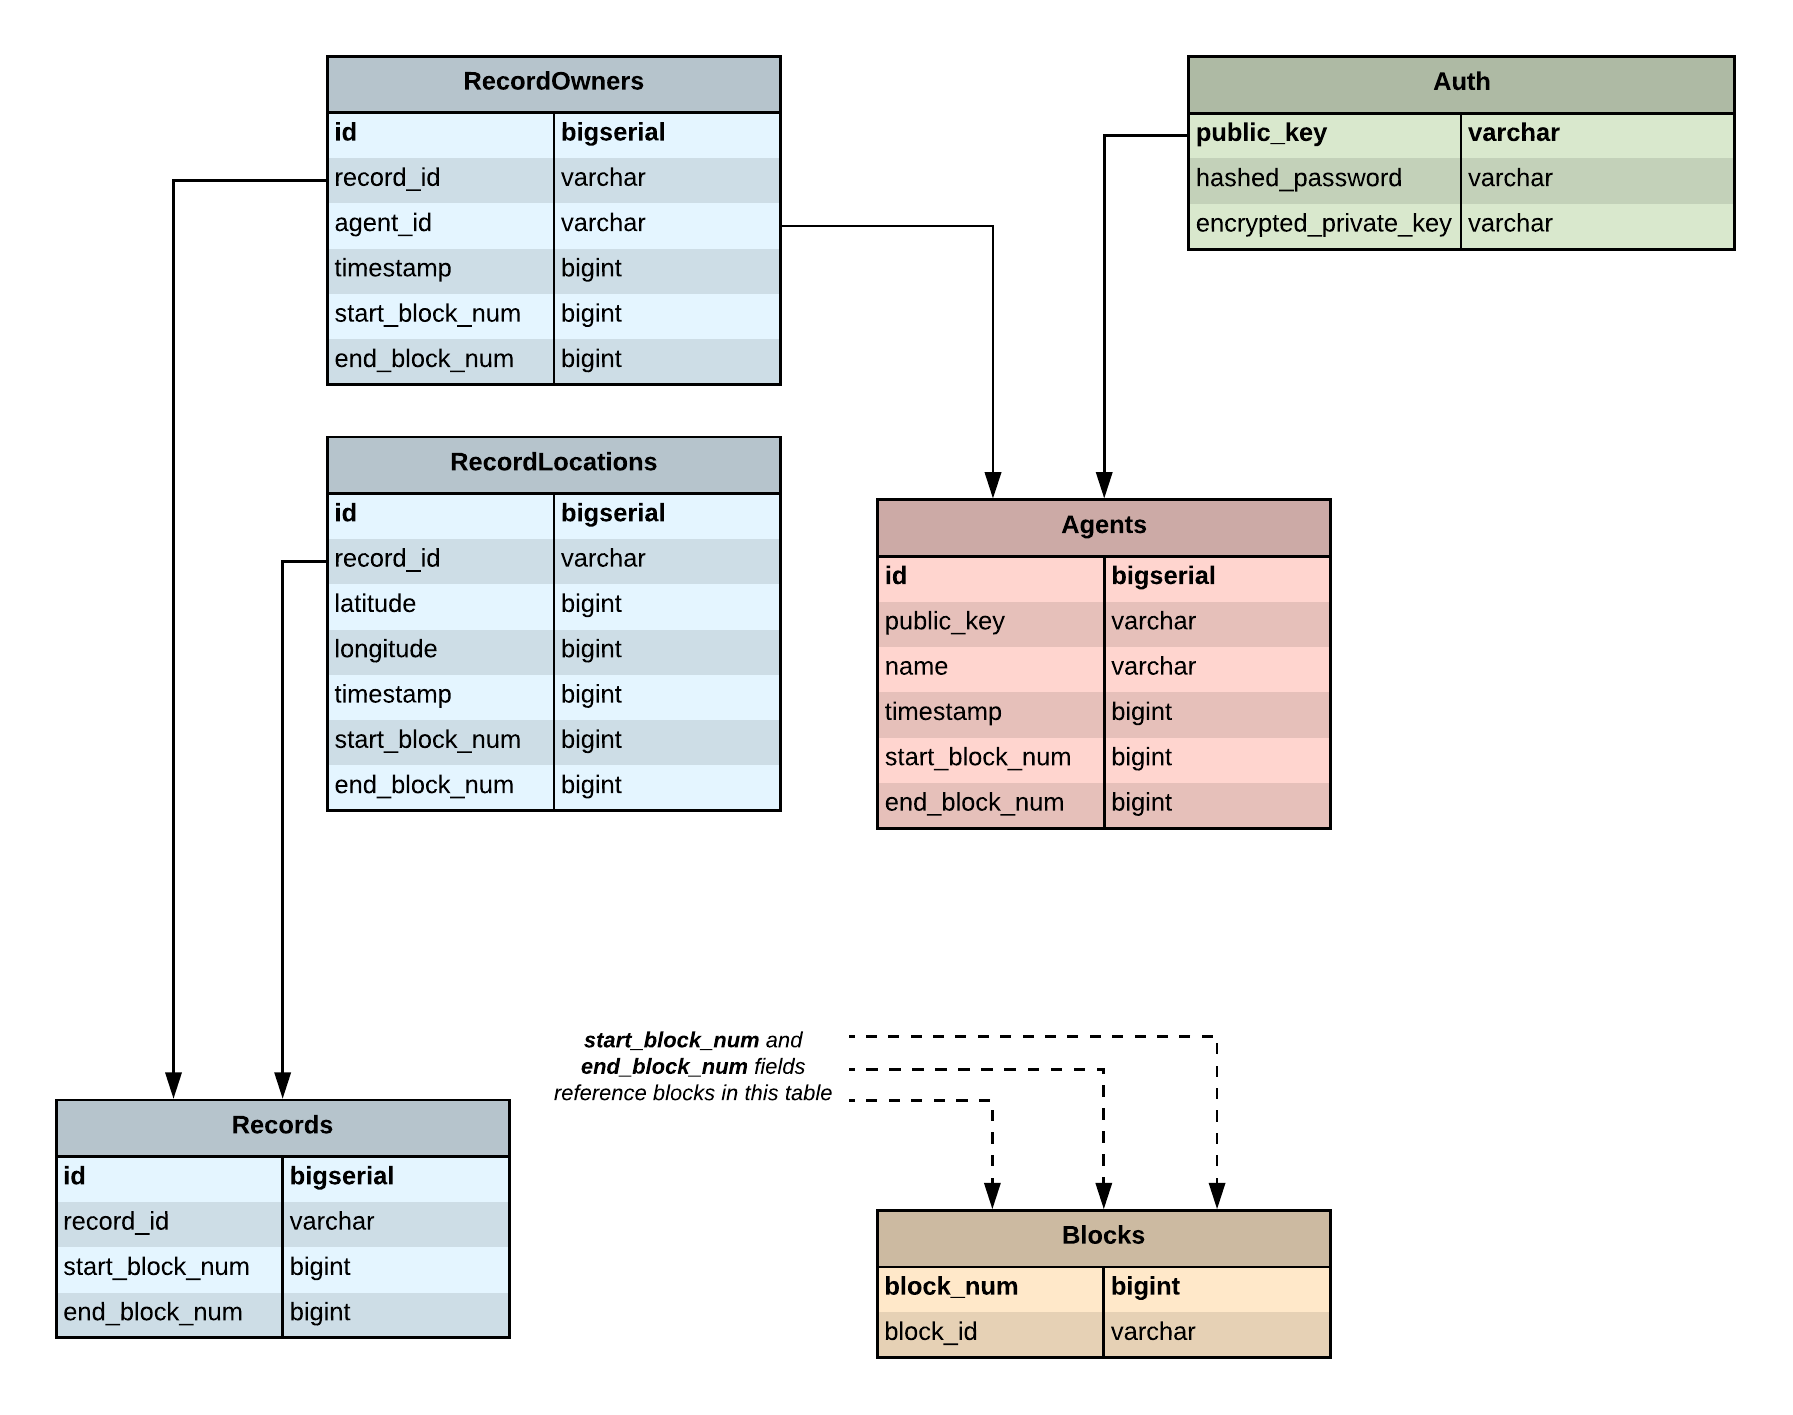 RecordOwners
id bigserial
record_id varchar
agent_id varchar
timestamp bigint
start_block_num bigint
end_block_num bigint
Auth
public_key varchar
hashed_password varchar
encrypted_private_key varchar
RecordLocations
id bigserial
record_id varchar
latitude bigint
longitude bigint
timestamp bigint
start_block_num bigint
end_block_num bigint
Agents
id bigserial
public_key varchar
name varchar
timestamp bigint
start_block_num bigint
end_block_num bigint
start_block_num and
end_block_num fields
reference blocks in this table
Records
id bigserial
record_id varchar
start_block_num bigint
end_block_num bigint
Blocks
block_num bigint
block_id varchar